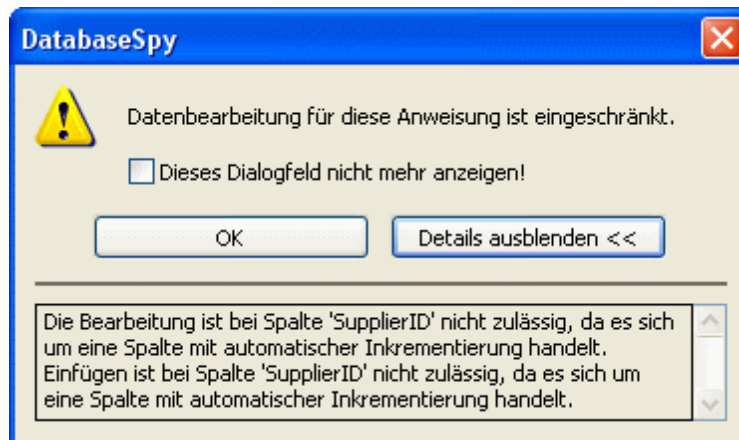 DatabaseSpy
Datenbearbeitung für diese Anweisung ist eingeschränkt.
Dieses Dialogfeld nicht mehr anzeigen!
OK
Details ausblenden <<
Die Bearbeitung ist bei Spalte 'SupplierID' nicht zulässig, da es sich
um eine Spalte mit automatischer Inkrementierung handelt.
Einfügen ist bei Spalte 'SupplierID' nicht zulässig, da es sich um
eine Spalte mit automatischer Inkrementierung handelt.